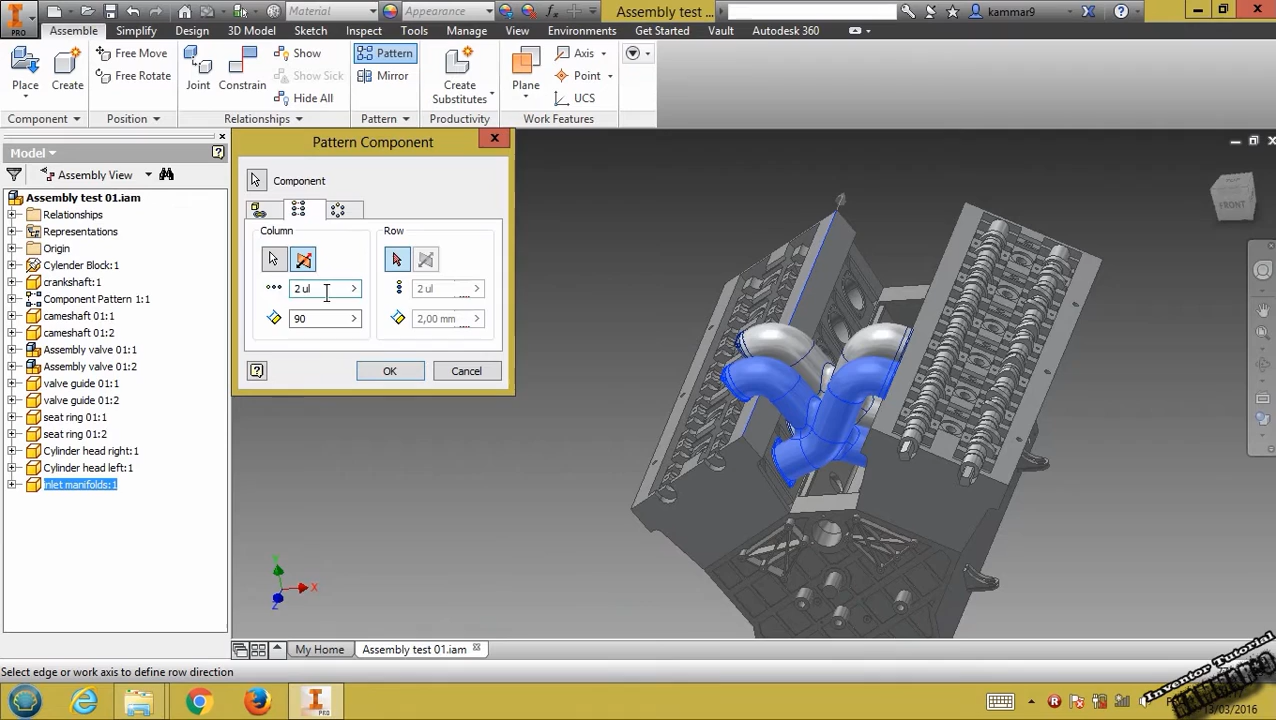 Material
Appearance
Assembly test ...
kammar9
PRO
Assemble
Simplify
Design
3D Model
Sketch
Inspect
Tools
Manage
View
Environments
Get Started
Vault
Autodesk 360
Place
Create
Free Move
Free Rotate
Joint
Constrain
Show
Show Sick
Hide All
Pattern
Mirror
Create
Substitutes
Plane
Axis
Point
UCS
Component
Position
Relationships
Pattern
Productivity
Work Features
Model
Assembly View
Assembly test 01.iam
Relationships
Representations
Origin
Cylender Block:1
crankshaft:1
Component Pattern 1:1
cameshaft 01:1
cameshaft 01:2
Assembly valve 01:1
Assembly valve 01:2
valve guide 01:1
valve guide 01:2
seat ring 01:1
seat ring 01:2
Cylinder head right:1
Cylinder head left:1
inlet manifolds:1
Pattern Component
Component
Column
Row
2 ul
2 ul
90
2,00 mm
OK
Cancel
FRONT
Y
X
Z
My Home
Assembly test 01.iam
Select edge or work axis to define row direction
Inventor Tutorial
PRO
13/03/2016